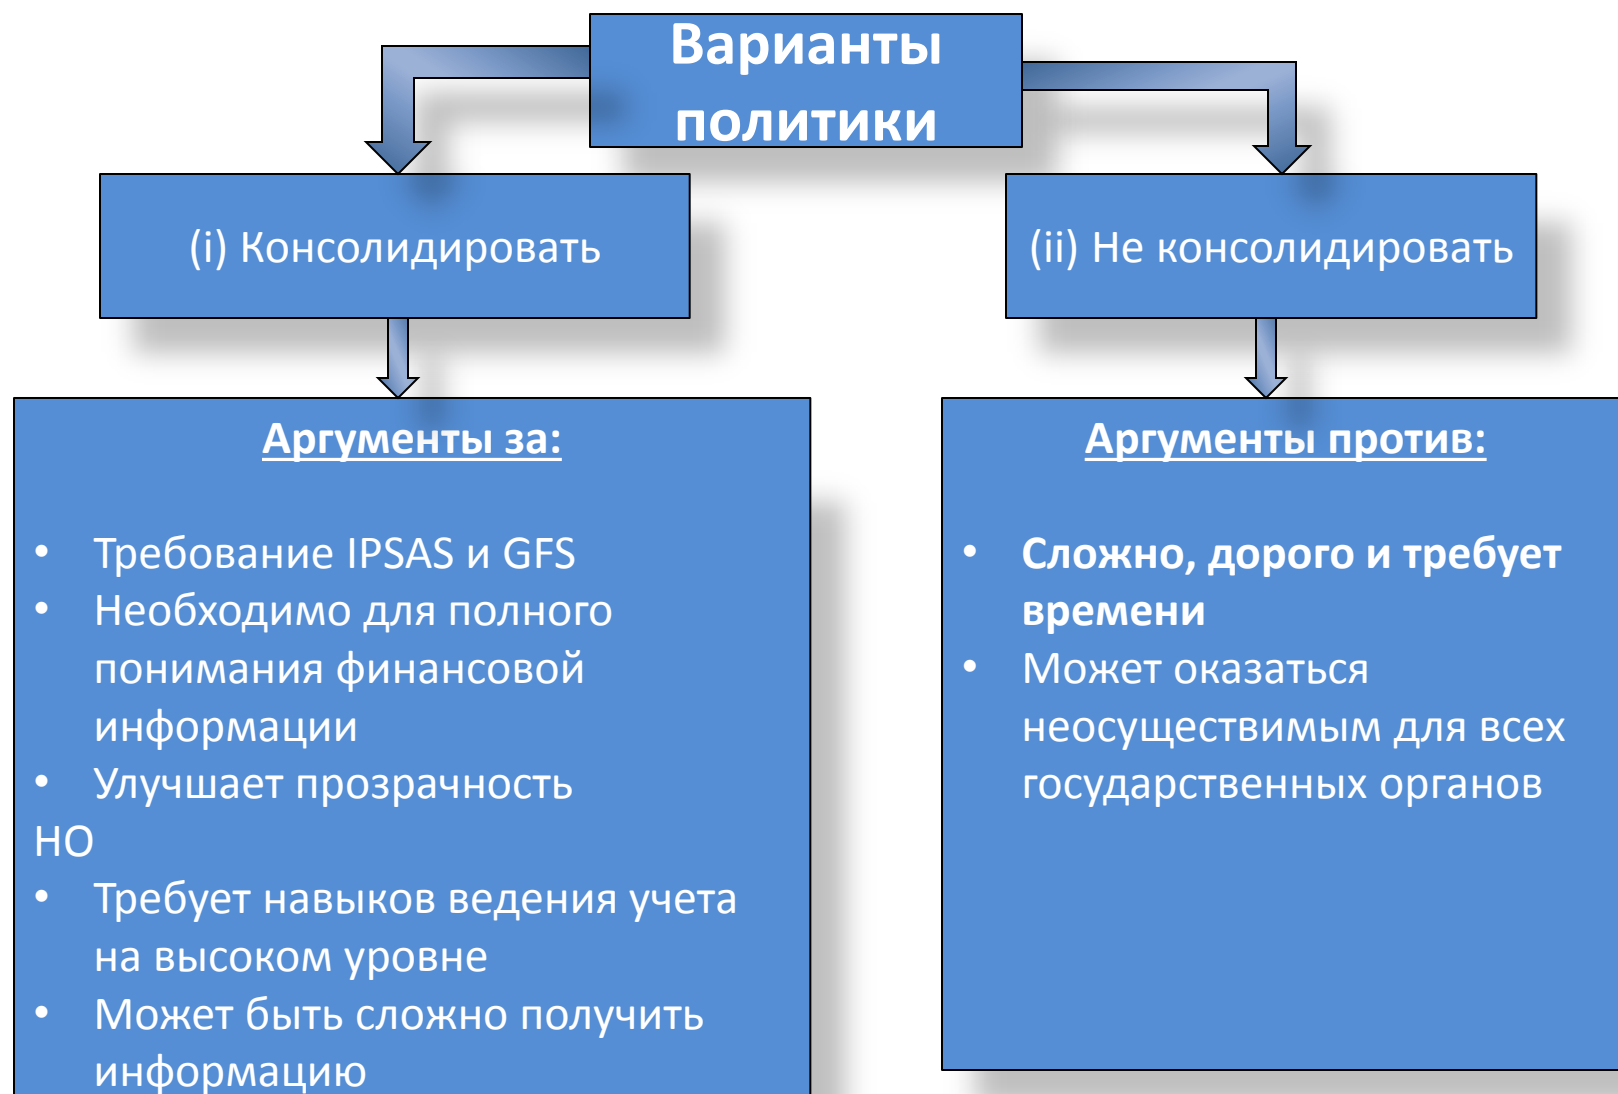 Варианты
политики
(i) Консолидировать
(ii) Не консолидировать
Аргументы за:
• Требование IPSAS и GFS
• Необходимо для полного
понимания финансовой
информации
• Улучшает прозрачность
НО
• Требует навыков ведения учета
на высоком уровне
• Может быть сложно получить
информацию
Аргументы против:
• Сложно, дорого и требует
времени
• Может оказаться
неосуществимым для всех
государственных органов